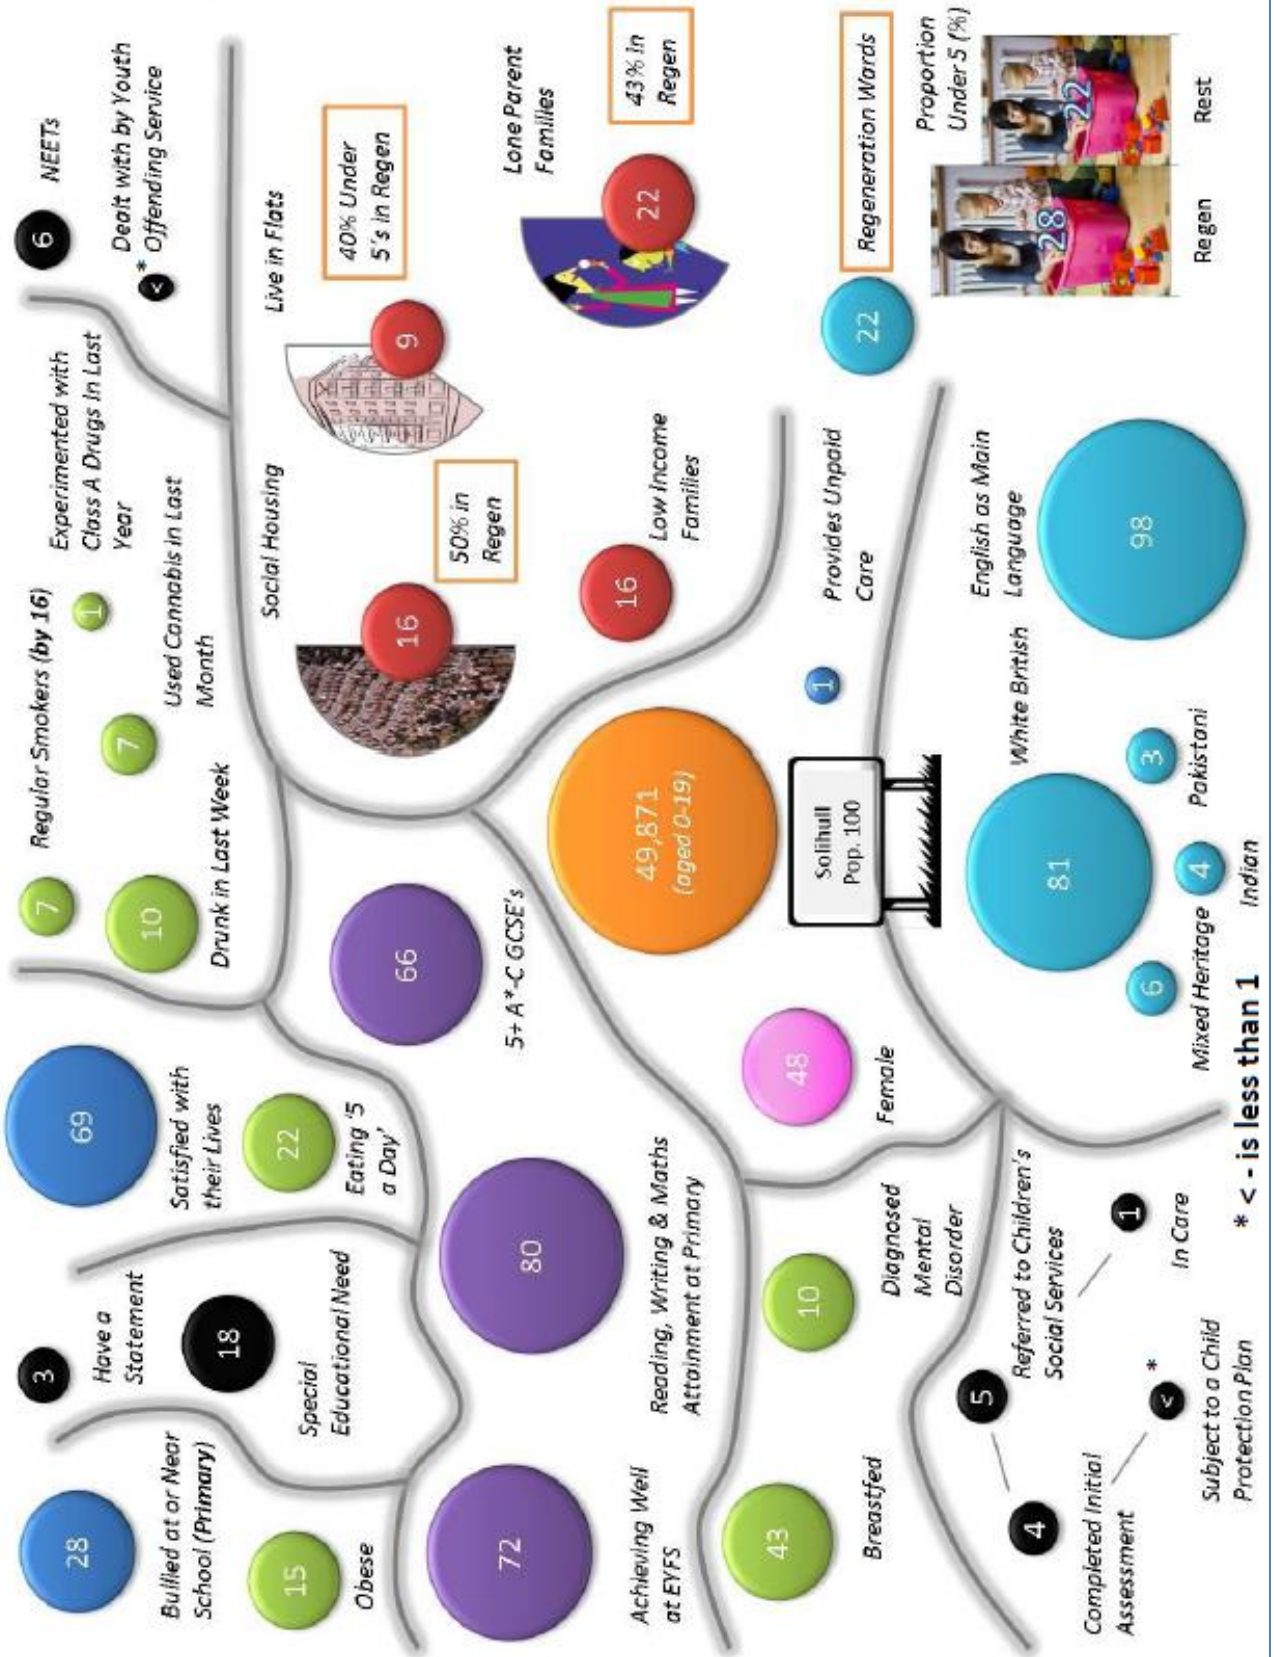 28
Bullied at or Near
School (Primary)
15
Obese
3
Have a
Statement
18
Special
Educational Need
69
Satisfied with
their Lives
22
Eating '5
a Day'
7
Regular Smokers (by 16)
10
Drunk in Last Week
7
Used Cannabis in Last
Month
1
Experimented with
Class A Drugs in Last
Year
6
NEETs
<*
Dealt with by Youth
Offending Service
72
Achieving Well
at EYFS
80
Reading, Writing & Maths
Attainment at Primary
66
5+ A*-C GCSE's
Social Housing
16
50% in
Regen
Live in Flats
9
40% Under
5's in Regen
16
Low Income
Families
Lone Parent
Families
22
43% in
Regen
43
Breastfed
10
Diagnosed
Mental
Disorder
48
Female
49,871
(aged 0-19)
Solihull
Pop. 100
1
Provides Unpaid
Care
22
Regeneration Wards
Proportion
Under 5 (%)
28
22
Regen
Rest
5
Referred to Children's
Social Services
4
Completed Initial
Assessment
<*
Subject to a Child
Protection Plan
1
In Care
81
White British
6
Mixed Heritage
4
Indian
3
Pakistani
98
English as Main
Language
* < - is less than 1